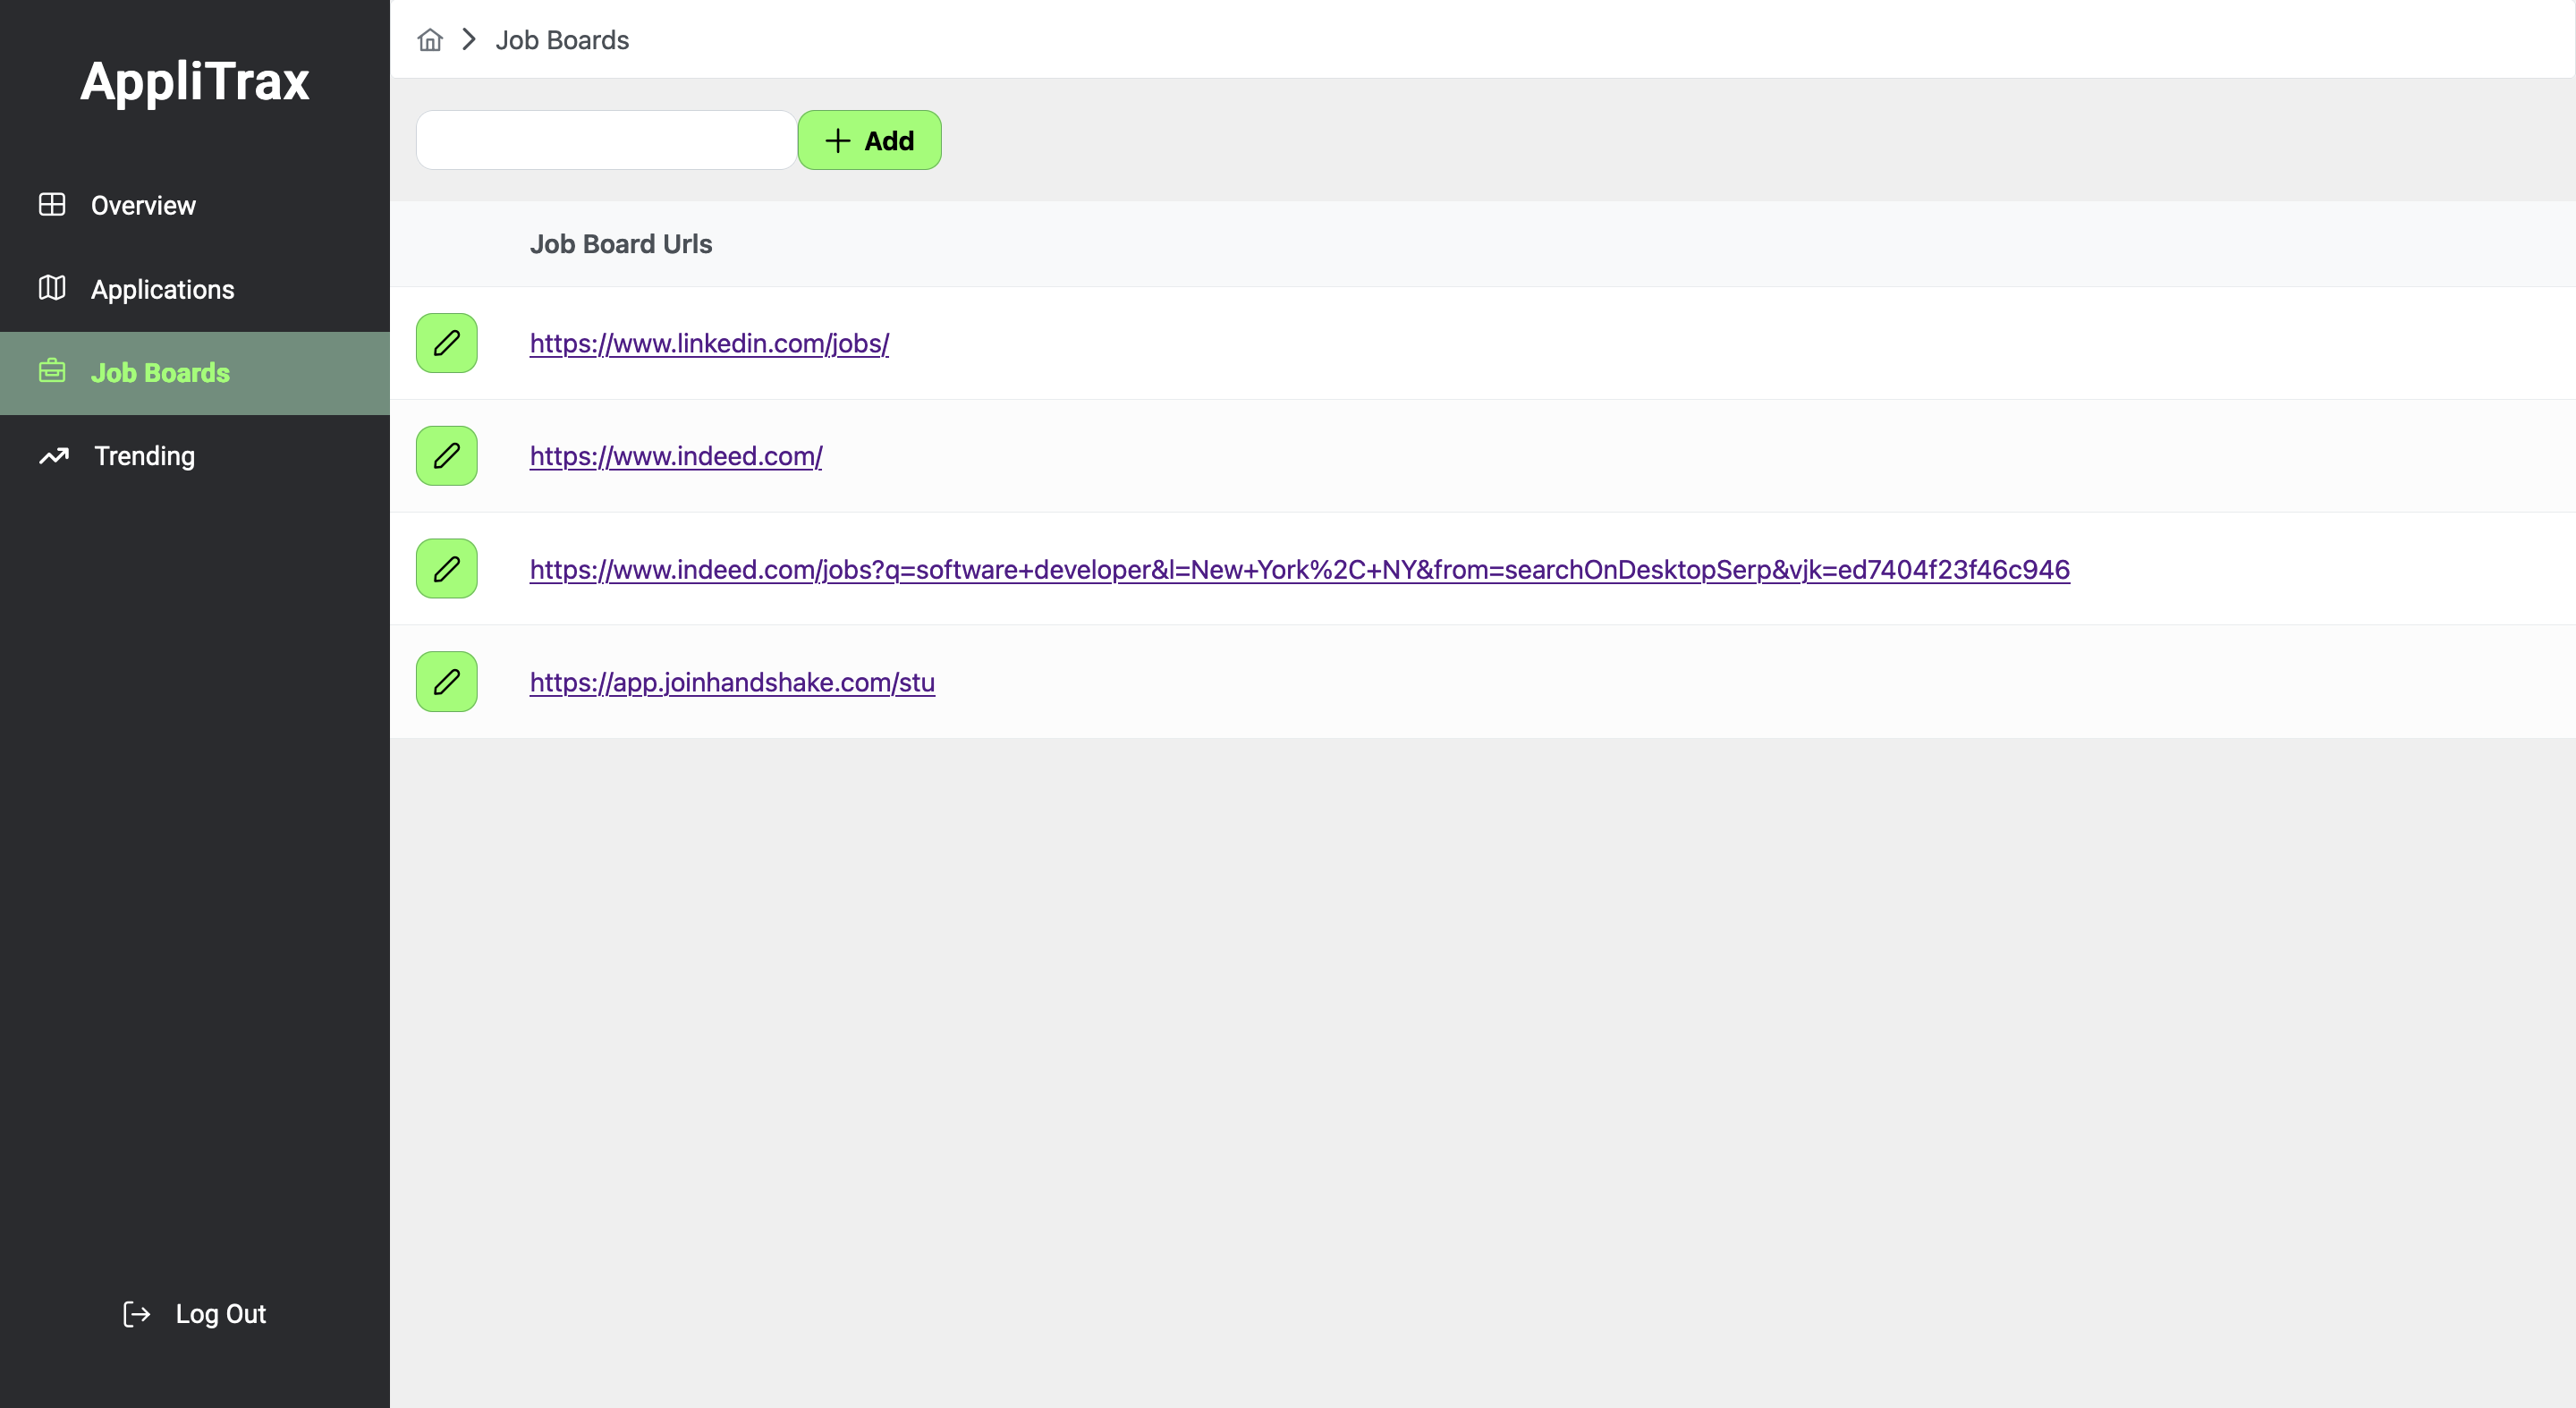 AppliTrax
Overview
Applications
Job Boards
Trending
Log Out
Job Boards
Add
Job Board Urls
https://www.linkedin.com/jobs/
https://www.indeed.com/
https://www.indeed.com/jobs?q=software+developer&l=New+York%2C+NY&from=searchOnDesktopSerp&vjk=ed7404f23f46c946
https://app.joinhandshake.com/stu